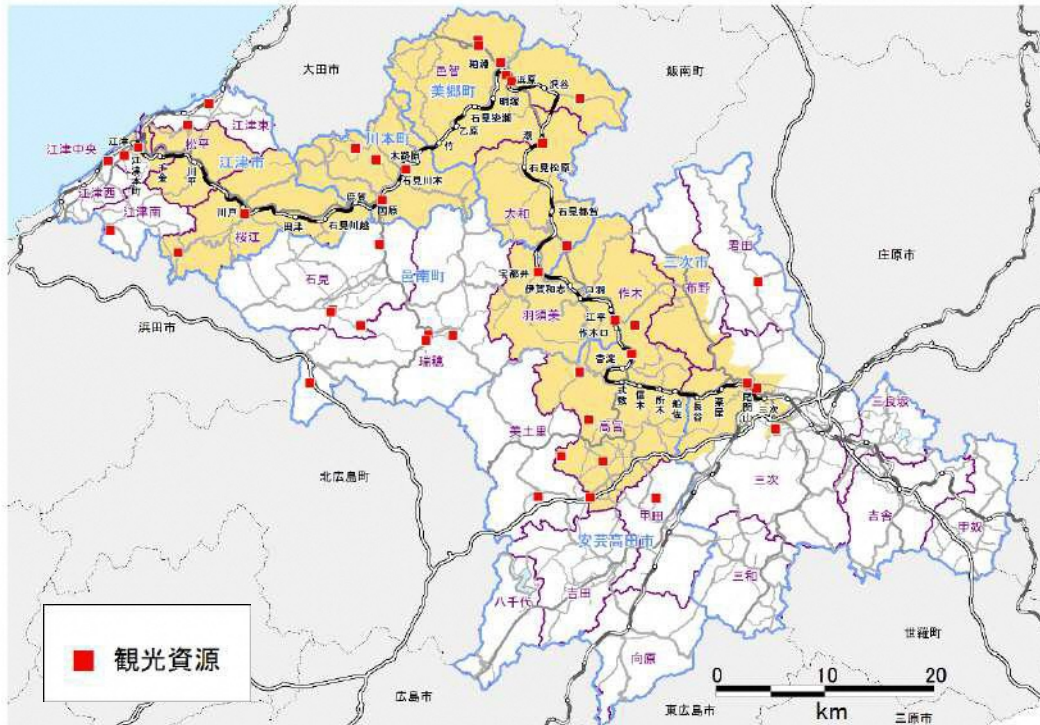 大田市
飯南町
粕淵
邑智
浜原
沢谷
美郷町
明塚
石見簗瀬
乙原
竹
潮
江津東
川本町
松平
江津中央
江津
江津市
木路原
石見松原
江津本町
千金
川平
石見川本
江津西
因原
江津南
川戸
田津
石見川越
鹿賀
大和
石見都賀
桜江
君田
庄原市
三次市
石見
邑南町
宇都井
布野
伊賀和志
口羽
作木
羽須美
江平
作木口
浜田市
瑞穂
香淀
式敷
信木
所木
船佐
長谷
粟屋
尾関山
三次
三良坂
美土里
高宮
北広島町
三次
甲田
吉舎
甲奴
安芸高田市
八千代
吉田
三和
世羅町
向原
観光資源
0
10
20
km
広島市
東広島市
三原市